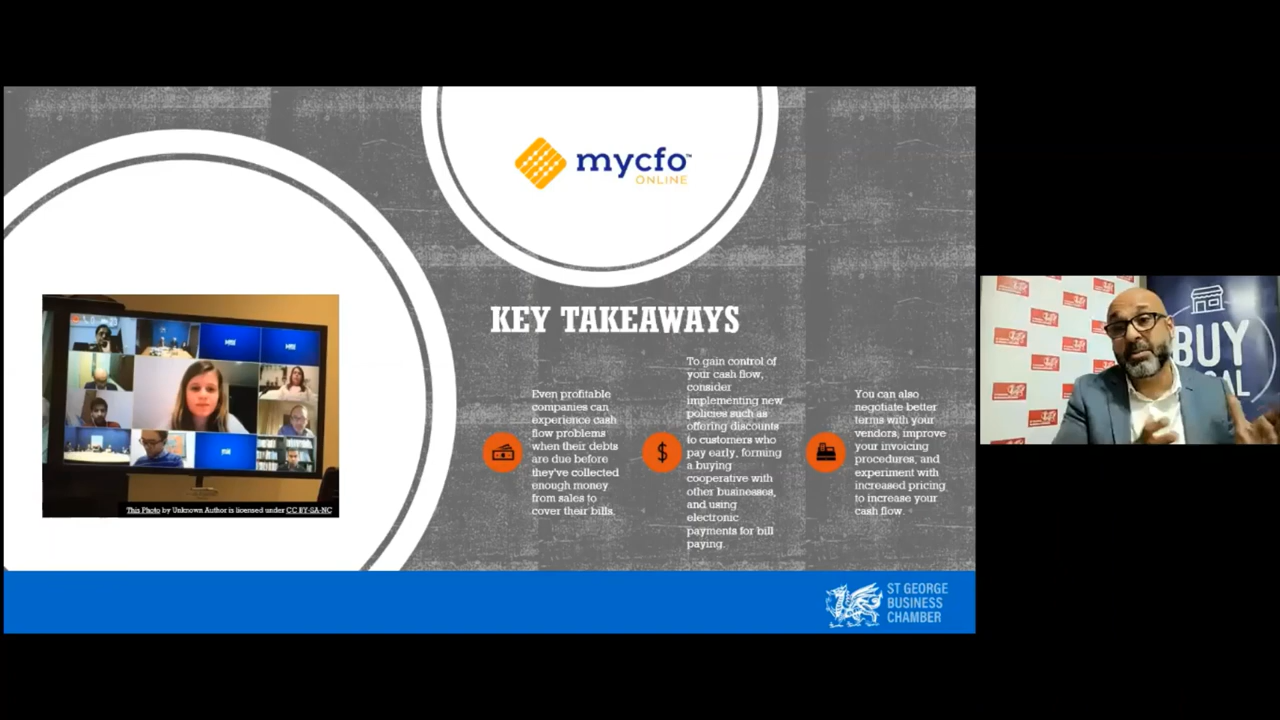 mycfo™
ONLINE
KEY TAKEAWAYS
Even profitable
companies can
experience cash
flow problems
when their debts
are due before
they've collected
enough money
from sales to
cover their bills.
$
To gain control of
your cash flow,
consider
implementing new
policies such as
offering discounts
to customers who
pay early, forming
a buying
cooperative with
other businesses,
and using
electronic
payments for bill
paying.
You can also
negotiate better
terms with your
vendors, improve
your invoicing
procedures, and
experiment with
increased pricing
to increase your
cash flow.
This Photo by Unknown Author is licensed under CC BY-SA-NC
ST GEORGE
BUSINESS
CHAMBER
BUY